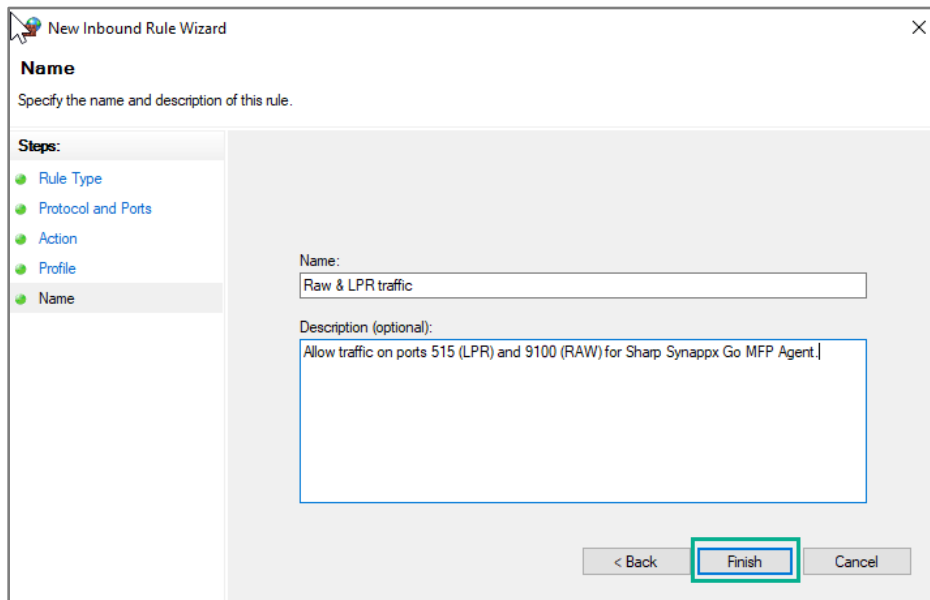 New Inbound Rule Wizard
Name
Specify the name and description of this rule.
Steps:
Rule Type
Protocol and Ports
Action
Profile
Name
Name:
Raw & LPR traffic
Description (optional):
Allow traffic on ports 515 (LPR) and 9100 (RAW) for Sharp Synappx Go MFP Agent.
< Back
Finish
Cancel